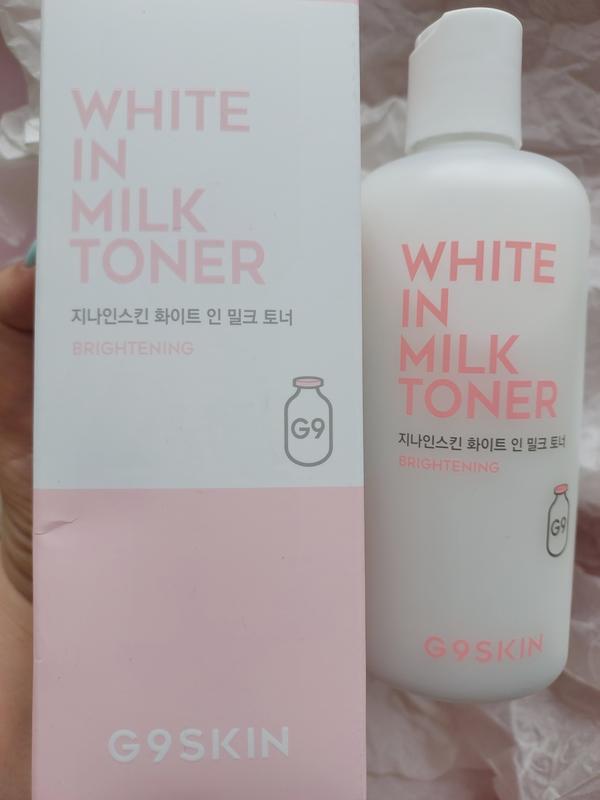 WHITE
IN
MILK
TONER
지나인스킨 화이트 인 밀크 토너
BRIGHTENING
G9
G9SKIN
WHITE
IN
MILK
TONER
지나인스킨 화이트 인 밀크 토너
BRIGHTENING
G9
G9SKIN